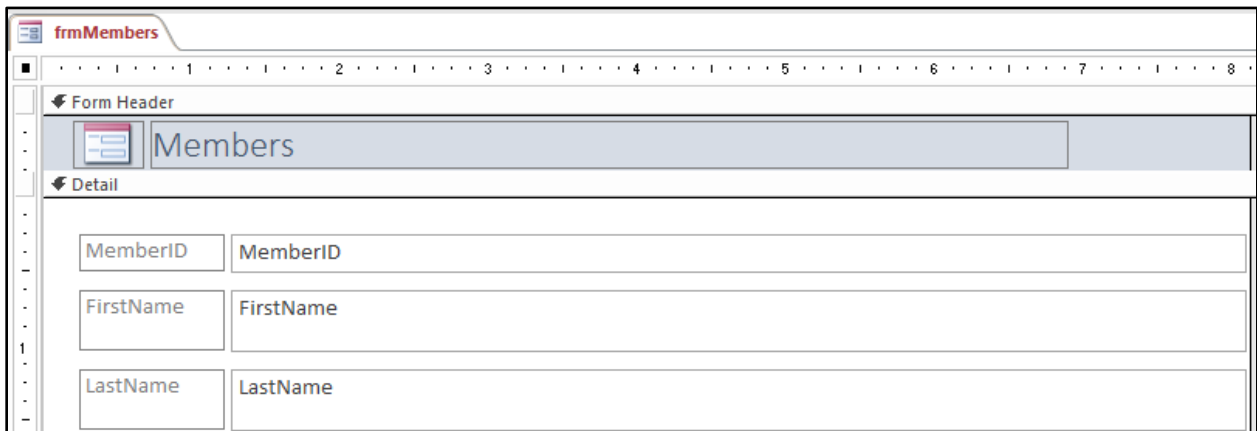 frmMembers
1 2 3 4 5 6 7 8
Form Header
Members
Detail
MemberID MemberID
FirstName FirstName
1
LastName LastName